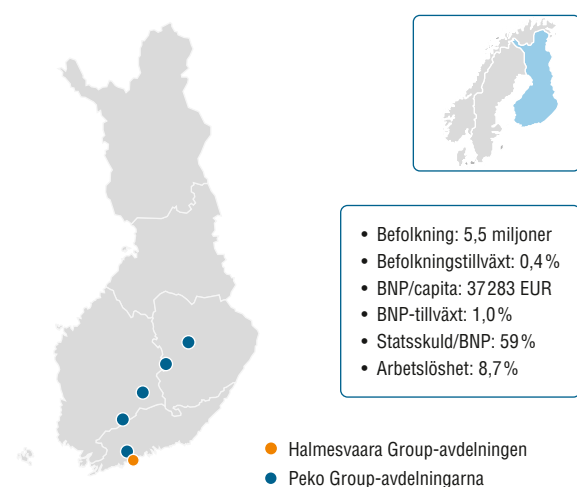 • Befolkning: 5,5 miljoner
• Befolkningstillväxt: 0,4 %
• BNP/capita: 37 283 EUR
• BNP-tillväxt: 1,0 %
• Statsskuld/BNP: 59 %
• Arbetslöshet: 8,7 %
Halmesvaara Group-avdelningen
Peko Group-avdelningarna